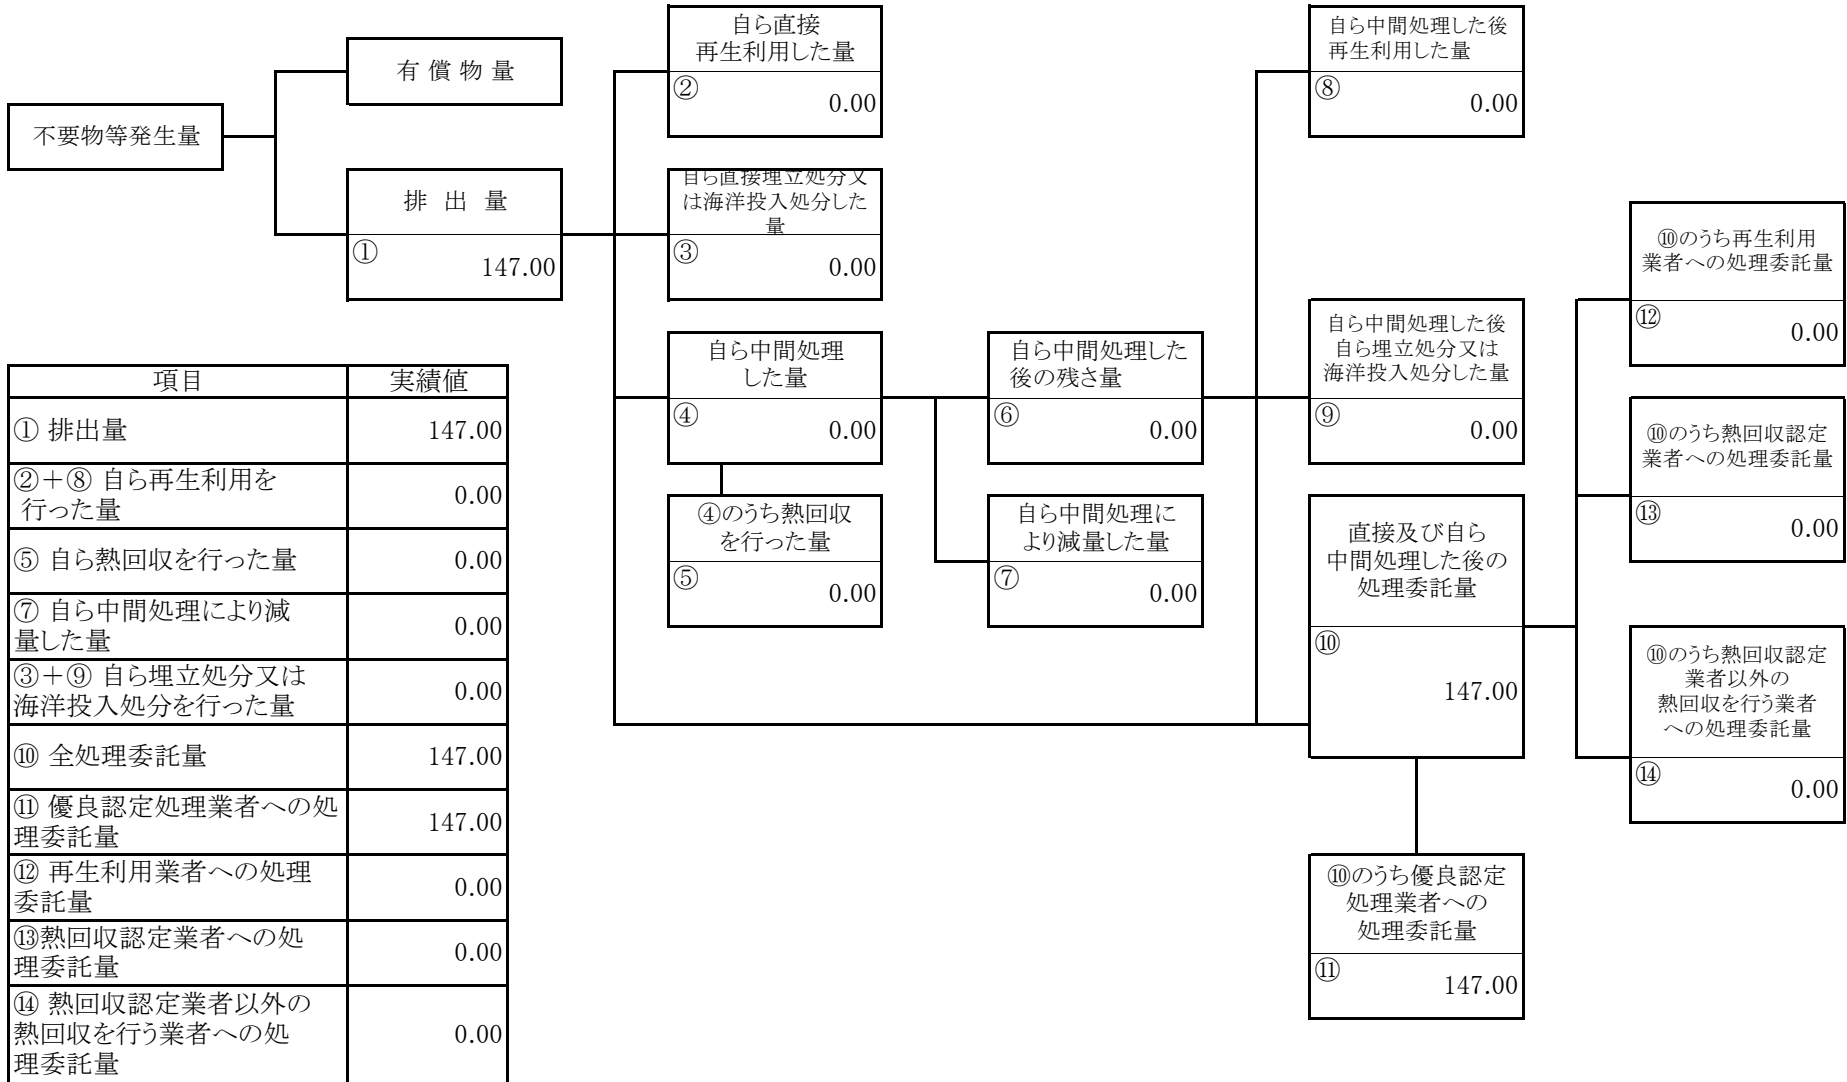 不要物等発生量
有 償 物 量
排 出 量
①
147.00
自ら直接
再生利用した量
②
0.00
自ら直接埋立処分又
は海洋投入処分した
量
③
0.00
自ら中間処理
した量
④
0.00
④のうち熱回収
を行った量
⑤
0.00
自ら中間処理した
後の残さ量
⑥
0.00
自ら中間処理に
より減量した量
⑦
0.00
自ら中間処理した後
再生利用した量
⑧
0.00
自ら中間処理した後
自ら埋立処分又は
海洋投入処分した量
⑨
0.00
直接及び自ら
中間処理した後の
処理委託量
⑩
147.00
⑩のうち優良認定
処理業者への
処理委託量
⑪
147.00
⑩のうち再生利用
業者への処理委託量
⑫
0.00
⑩のうち熱回収認定
業者への処理委託量
⑬
0.00
⑩のうち熱回収認定
業者以外の
熱回収を行う業者
への処理委託量
⑭
0.00
項目 実績値
① 排出量 147.00
②＋⑧ 自ら再生利用を
行った量 0.00
⑤ 自ら熱回収を行った量 0.00
⑦ 自ら中間処理により減
量した量 0.00
③＋⑨ 自ら埋立処分又は
海洋投入処分を行った量 0.00
⑩ 全処理委託量 147.00
⑪ 優良認定処理業者への処
理委託量 147.00
⑫ 再生利用業者への処理
委託量 0.00
⑬熱回収認定業者への処
理委託量 0.00
⑭ 熱回収認定業者以外の
熱回収を行う業者への処
理委託量 0.00